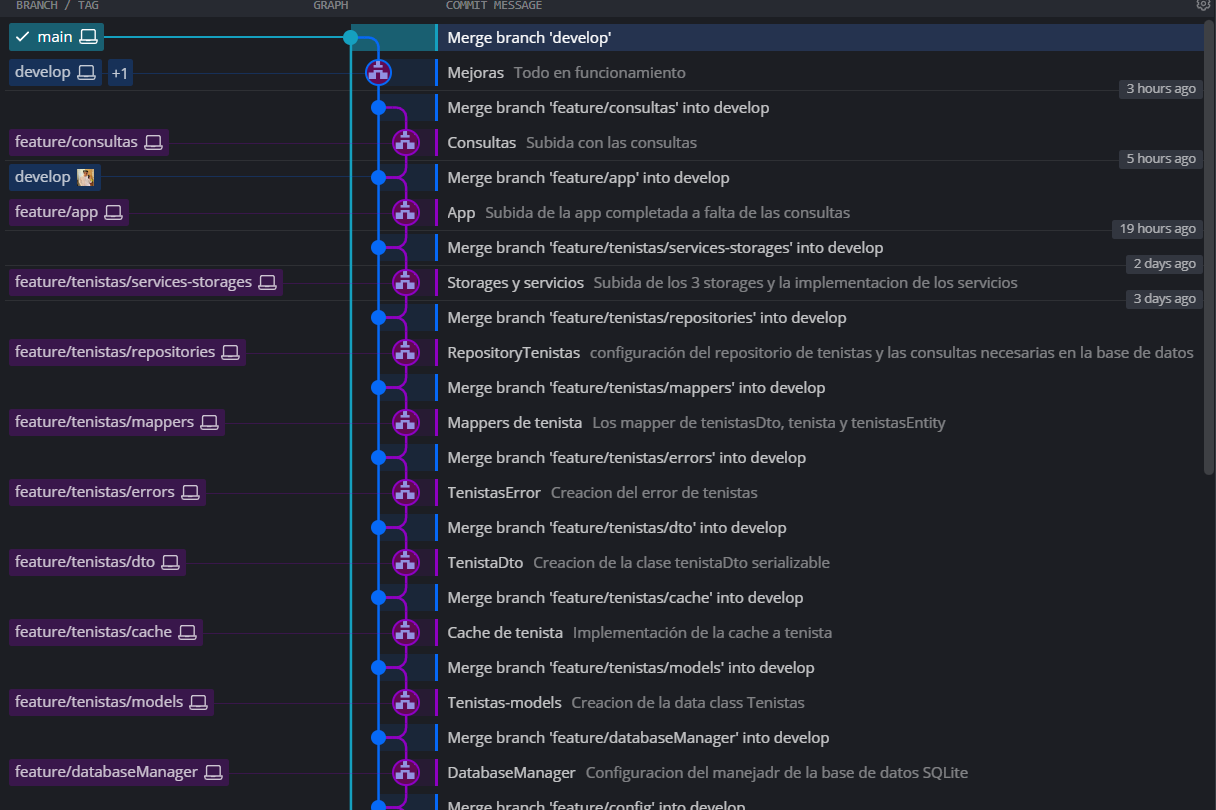 BRANCH / TAG GRAPH COMMIT MESSAGE
main Merge branch 'develop'
develop +1 Mejoras Todo en funcionamiento
3 hours ago
Merge branch 'feature/consultas' into develop
feature/consultas Consultas Subida con las consultas
5 hours ago
develop Merge branch 'feature/app' into develop
feature/app App Subida de la app completada a falta de las consultas
19 hours ago
Merge branch 'feature/tenistas/services-storages' into develop
2 days ago
feature/tenistas/services-storages Storages y servicios Subida de los 3 storages y la implementacion de los servicios
3 days ago
Merge branch 'feature/tenistas/repositories' into develop
feature/tenistas/repositories RepositoryTenistas configuración del repositorio de tenistas y las consultas necesarias en la base de datos
Merge branch 'feature/tenistas/mappers' into develop
feature/tenistas/mappers Mappers de tenista Los mapper de tenistasDto, tenista y tenistasEntity
Merge branch 'feature/tenistas/errors' into develop
feature/tenistas/errors TenistasError Creacion del error de tenistas
Merge branch 'feature/tenistas/dto' into develop
feature/tenistas/dto TenistaDto Creacion de la clase tenistaDto serializable
Merge branch 'feature/tenistas/cache' into develop
feature/tenistas/cache Cache de tenista Implementación de la cache a tenista
Merge branch 'feature/tenistas/models' into develop
feature/tenistas/models Tenistas-models Creacion de la data class Tenistas
Merge branch 'feature/databaseManager' into develop
feature/databaseManager DatabaseManager Configuracion del manejadr de la base de datos SQLite
Merge branch 'feature/config' into develop